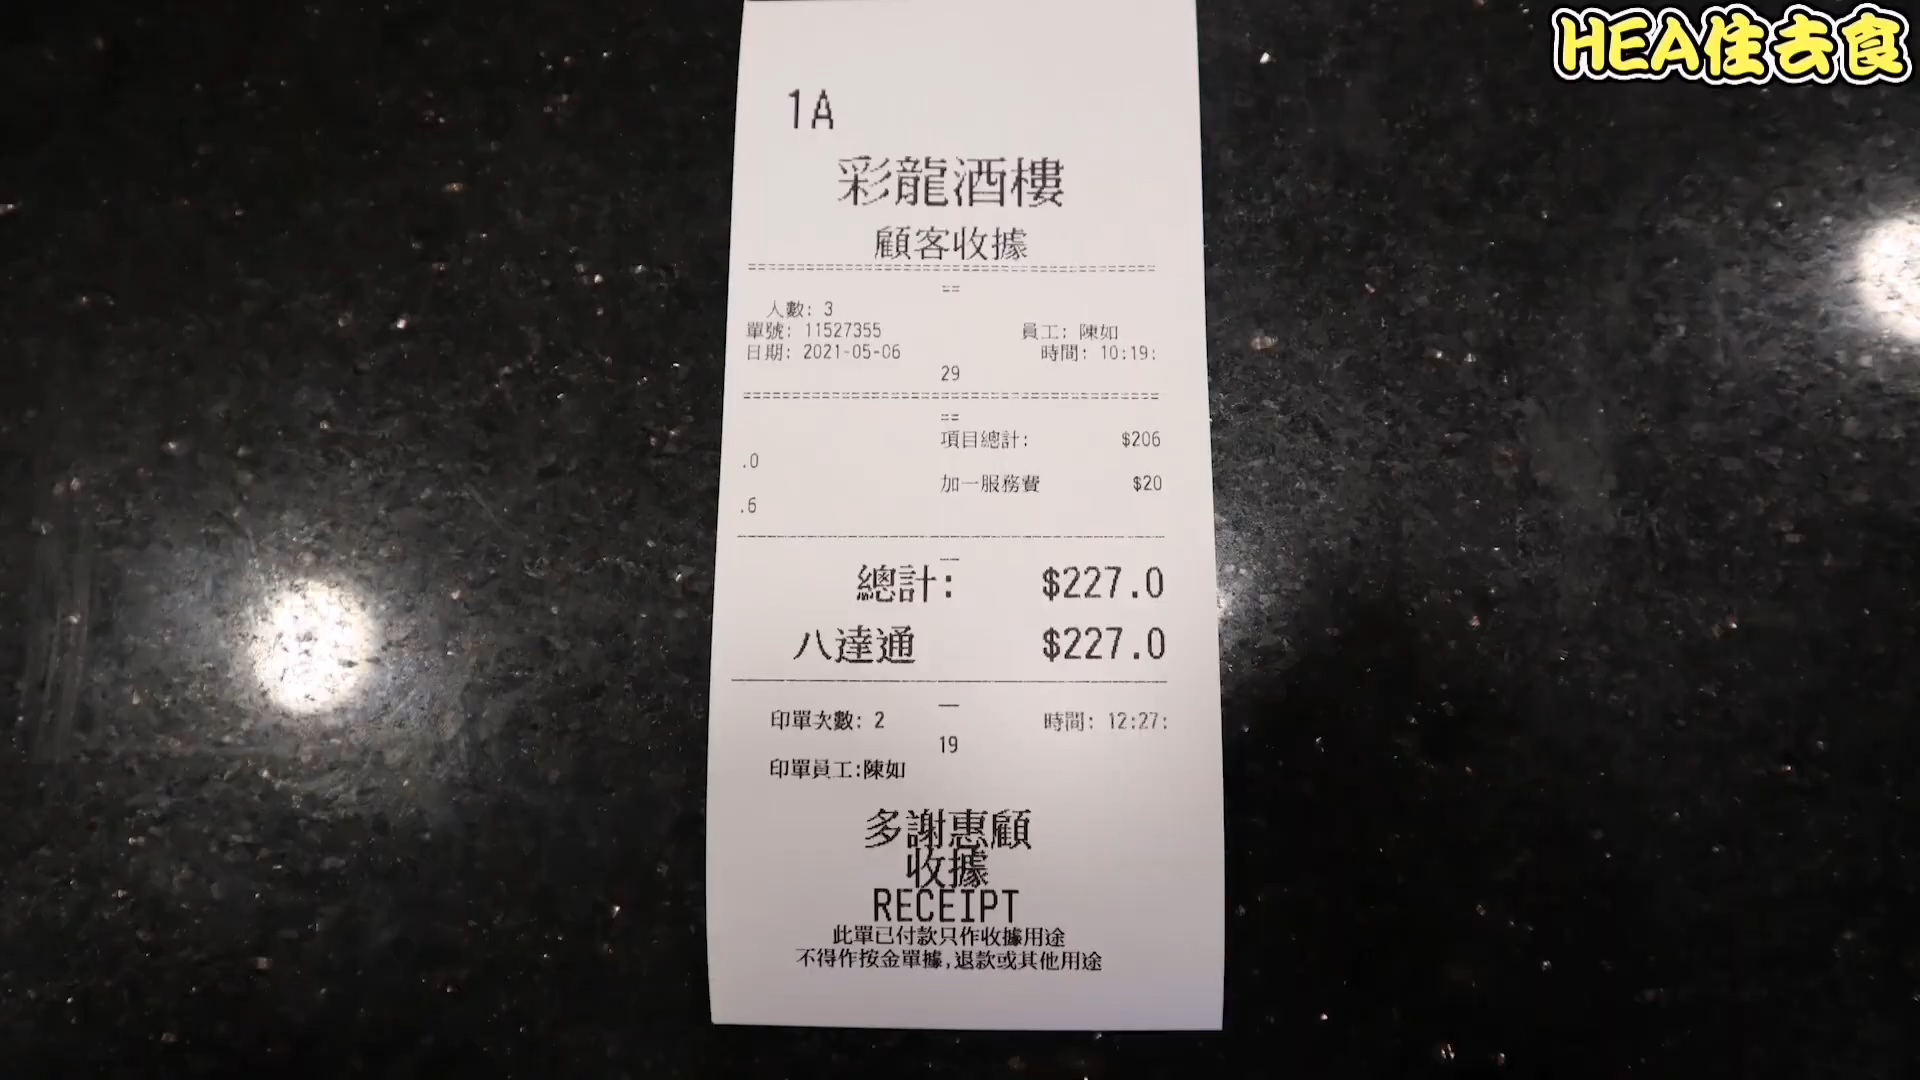 HEA住去食
1A
彩龍酒樓
顧客收據
==========================================
==
人數: 3
單號: 11527355 員工: 陳如
日期: 2021-05-06 時間: 10:19:
29
==========================================
==
項目總計: $206
.0
加一服務費 $20
.6
總計: $227.0
八達通 $227.0
印單次數: 2 時間: 12:27:
19
印單員工:陳如
多謝惠顧
收據
RECEIPT
此單已付款只作收據用途
不得作按金單據,退款或其他用途